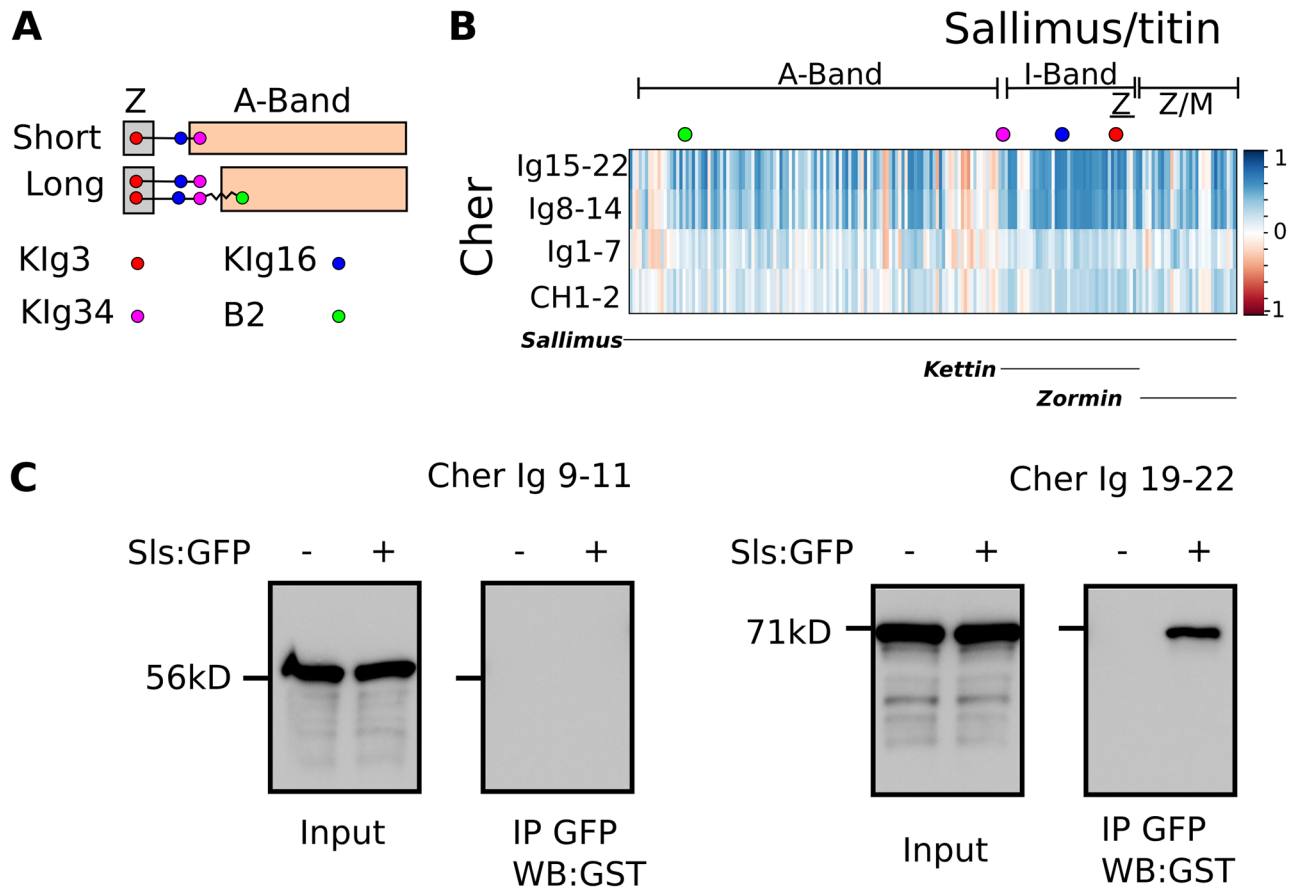 A
Z
A-Band
Short
Long
KIg3
KIg16
KIg34
B2
B
Sallimus/titin
A-Band
I-Band
Z
Z/M
Cher
Ig15-22
Ig8-14
Ig1-7
CH1-2
1
0
-1
Sallimus
Kettin
Zormin
C
Cher Ig 9-11
Sls:GFP - + - +
56kD
Input
IP GFP
WB:GST
Cher Ig 19-22
Sls:GFP - + - +
71kD
Input
IP GFP
WB:GST